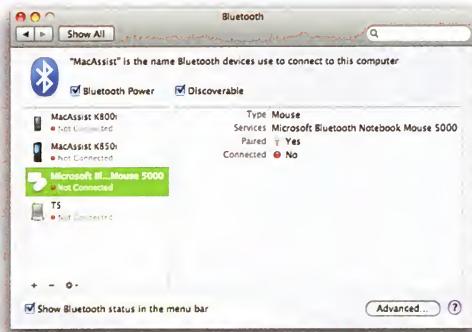 Bluetooth
Show All
"MacAssist" is the name Bluetooth devices use to connect to this computer
Bluetooth Power
Discoverable
MacAssist K800i
Not Connected
MacAssist K850i
Not Connected
Microsoft Bl...Mouse 5000
Not Connected
T5
Not Connected
Type Mouse
Services Microsoft Bluetooth Notebook Mouse 5000
Paired Yes
Connected No
+ -
Show Bluetooth status in the menu bar
Advanced...
?